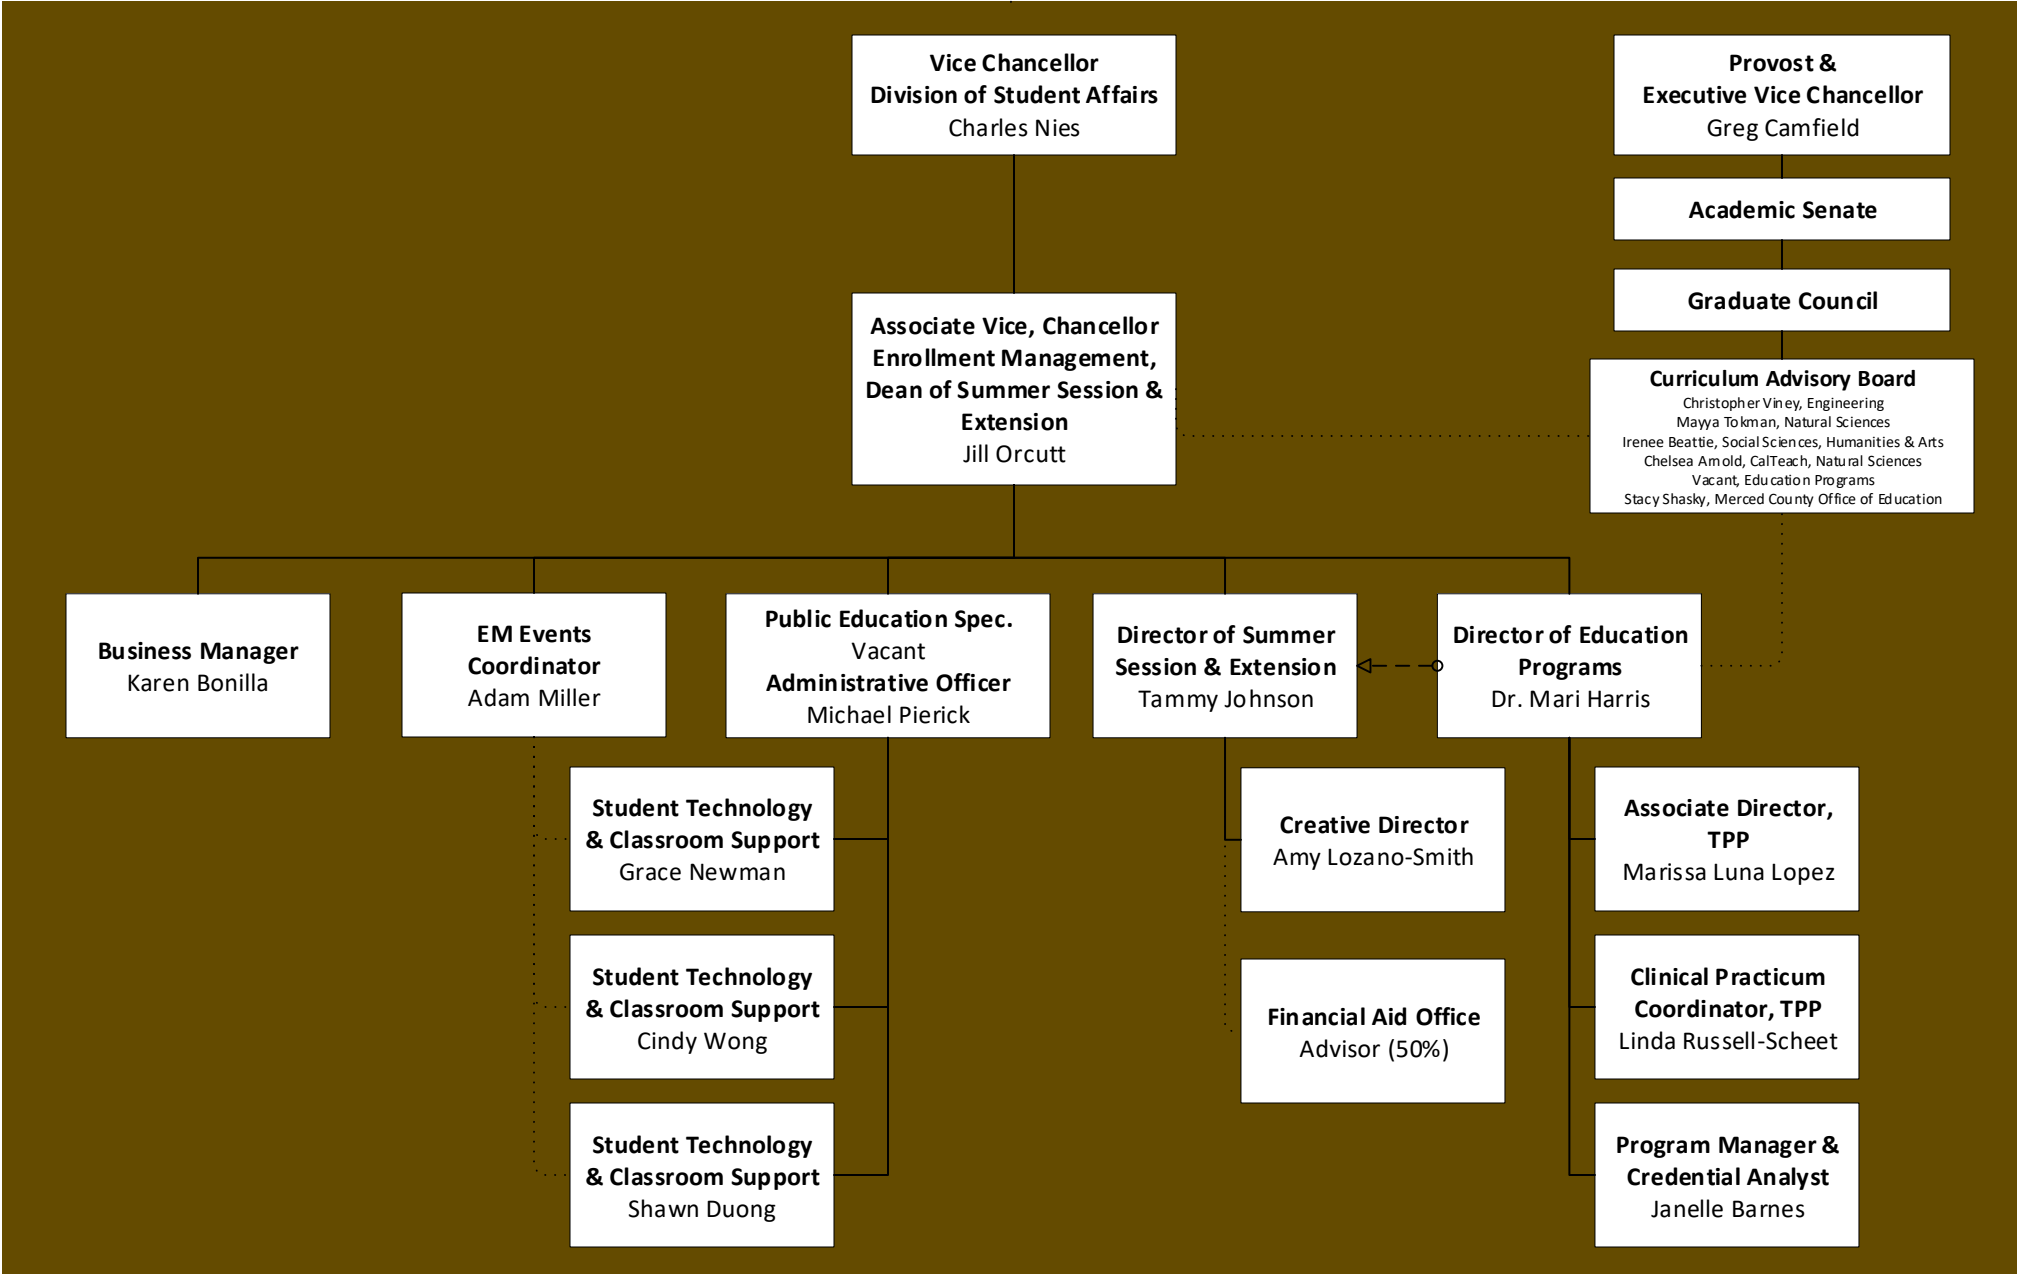 Vice Chancellor
Division of Student Affairs
Charles Nies
Provost &
Executive Vice Chancellor
Greg Camfield
Academic Senate
Graduate Council
Associate Vice, Chancellor
Enrollment Management,
Dean of Summer Session &
Extension
Jill Orcutt
Curriculum Advisory Board
Christopher Viney, Engineering
Mayya Tokman, Natural Sciences
Irenee Beattie, Social Sciences, Humanities & Arts
Chelsea Arnold, CalTeach, Natural Sciences
Vacant, Education Programs
Stacy Shasky, Merced County Office of Education
Business Manager
Karen Bonilla
EM Events
Coordinator
Adam Miller
Public Education Spec.
Vacant
Administrative Officer
Michael Pierick
Director of Summer
Session & Extension
Tammy Johnson
Director of Education
Programs
Dr. Mari Harris
Student Technology
& Classroom Support
Grace Newman
Student Technology
& Classroom Support
Cindy Wong
Student Technology
& Classroom Support
Shawn Duong
Creative Director
Amy Lozano-Smith
Financial Aid Office
Advisor (50%)
Associate Director,
TPP
Marissa Luna Lopez
Clinical Practicum
Coordinator, TPP
Linda Russell-Scheet
Program Manager &
Credential Analyst
Janelle Barnes